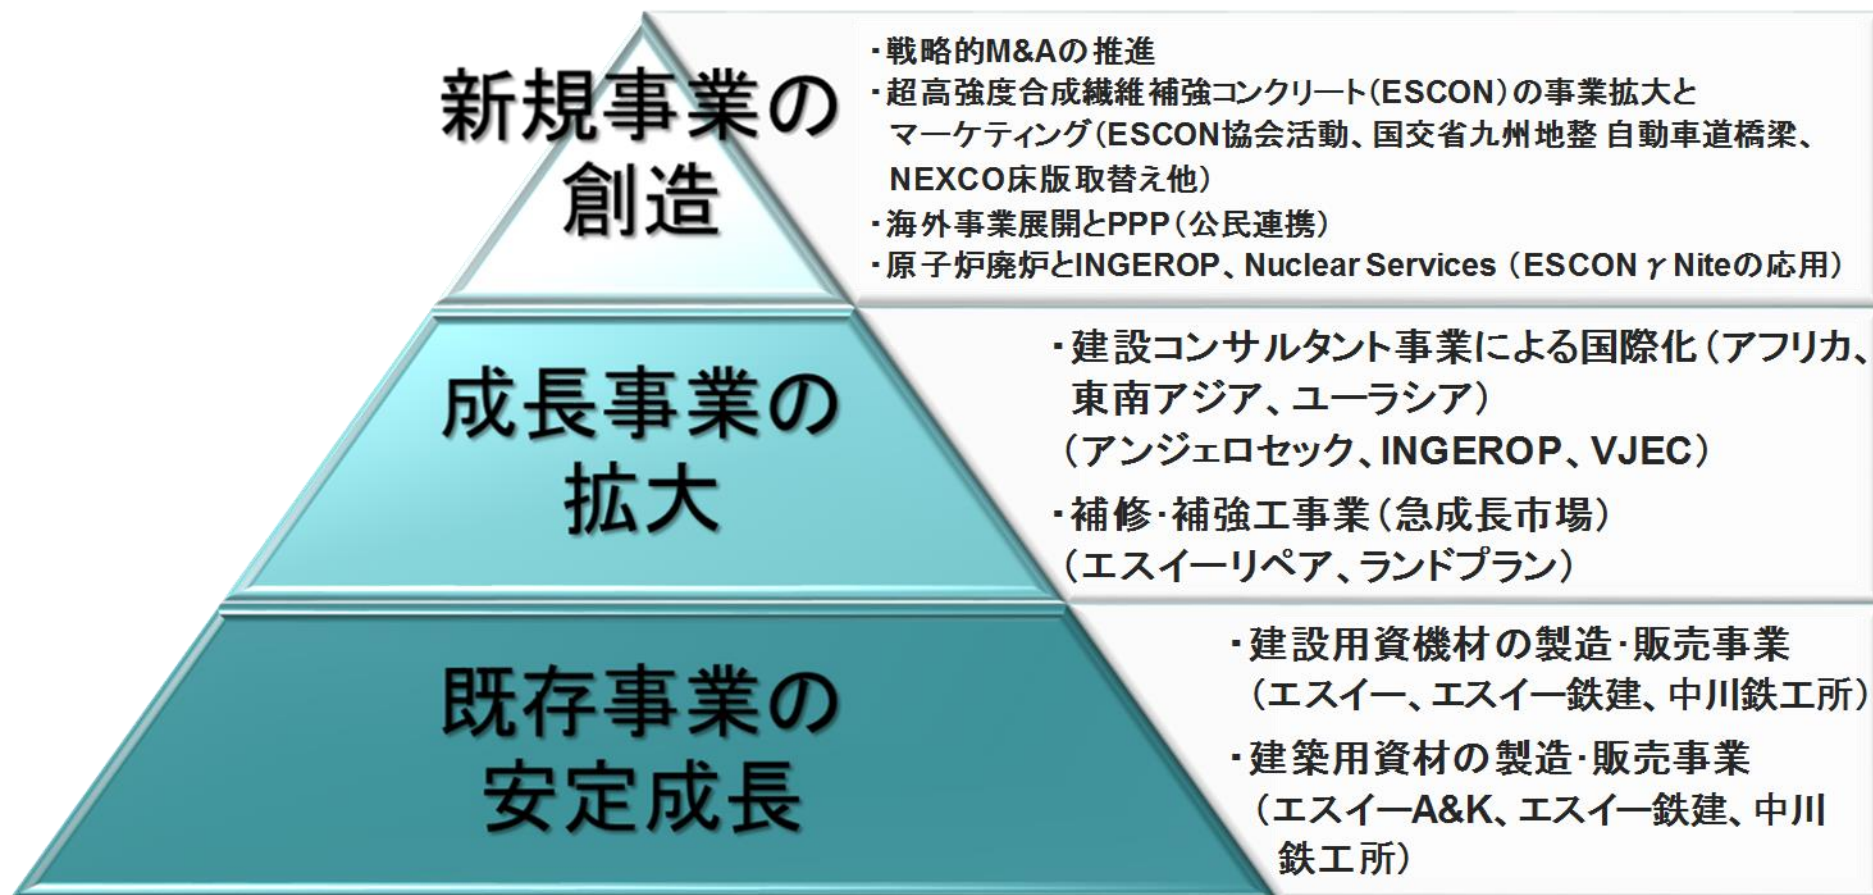 新規事業の
創造
・戦略的M&Aの推進
・超高強度合成繊維補強コンクリート（ESCON）の事業拡大と
マーケティング（ESCON協会活動、国交省九州地整 自動車道橋梁、
NEXCO床版取替え他）
・海外事業展開とPPP（公民連携）
・原子炉廃炉とINGEROP、Nuclear Services （ESCON γ Niteの応用）
成長事業の
拡大
・建設コンサルタント事業による国際化（アフリカ、
東南アジア、ユーラシア）
（アンジェロセック、INGEROP、VJEC）
・補修・補強工事業（急成長市場）
（エスイーリペア、ランドプラン）
既存事業の
安定成長
・建設用資機材の製造・販売事業
（エスイー、エスイー鉄建、中川鉄工所）
・建築用資材の製造・販売事業
（エスイーA&K、エスイー鉄建、中川
鉄工所）